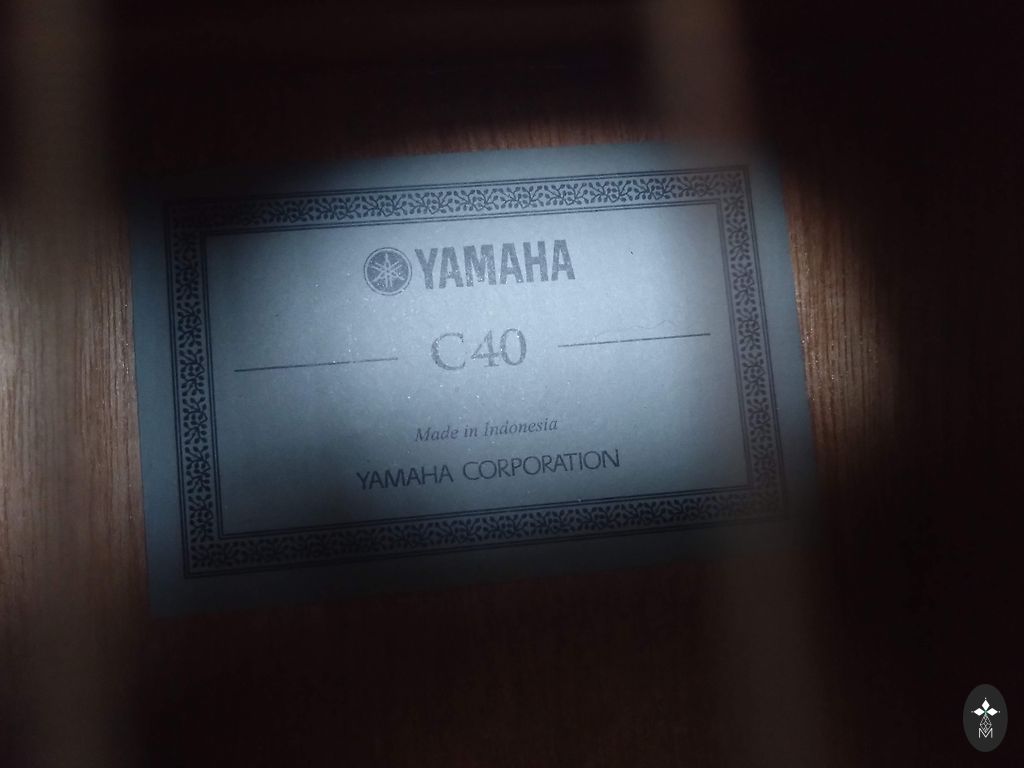 YAMAHA
C40
Made in Indonesia
YAMAHA CORPORATION
M